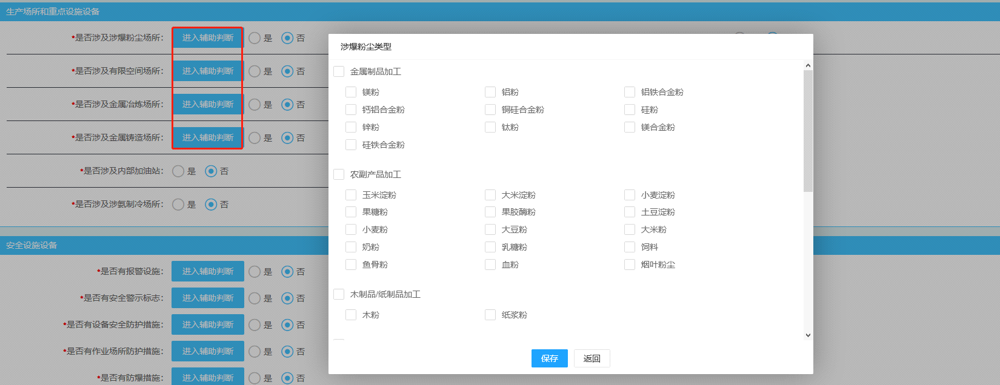 生产场所和重点设施设备
*是否涉及涉爆粉尘场所： 进入辅助判断 是 否
*是否涉及有限空间场所： 进入辅助判断 是 否
*是否涉及金属冶炼场所： 进入辅助判断 是 否
*是否涉及金属铸造场所： 进入辅助判断 是 否
*是否涉及内部加油站： 是 否
*是否涉及涉氨制冷场所： 是 否
安全设施设备
*是否有报警设施： 进入辅助判断 是 否
*是否有安全警示标志： 进入辅助判断 是 否
*是否有设备安全防护措施： 进入辅助判断 是 否
*是否有作业场所防护措施： 进入辅助判断 是 否
*是否有防爆措施： 进入辅助判断 是 否
涉爆粉尘类型
金属制品加工
镁粉 铝粉 铝铁合金粉
钙铝合金粉 铜硅合金粉 硅粉
锌粉 钛粉 镁合金粉
硅铁合金粉
农副产品加工
玉米淀粉 大米淀粉 小麦淀粉
果糖粉 果胶酶粉 土豆淀粉
小麦粉 大豆粉 大米粉
奶粉 乳糖粉 饲料
鱼骨粉 血粉 烟叶粉尘
木制品/纸制品加工
木粉 纸浆粉
保存 返回